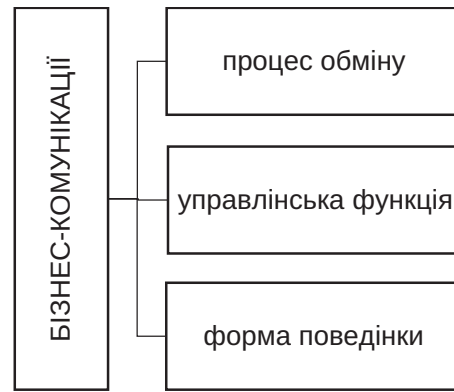 БІЗНЕС-КОМУНІКАЦІЇ
процес обміну
управлінська функція
форма поведінки